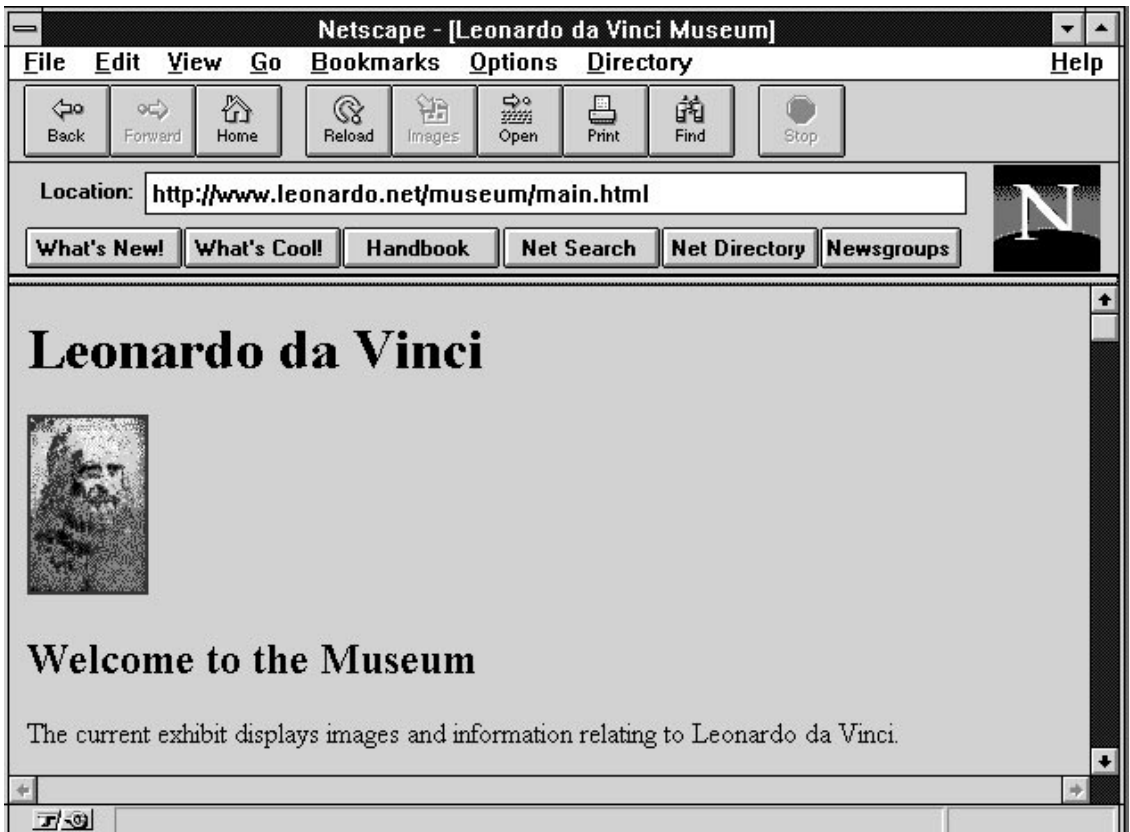 Netscape - [Leonardo da Vinci Museum]
File Edit View Go Bookmarks Options Directory Help
Back Forward Home Reload Images Open Print Find Stop
Location: http://www.leonardo.net/museum/main.html
N
What's New! What's Cool! Handbook Net Search Net Directory Newsgroups
Leonardo da Vinci
Welcome to the Museum
The current exhibit displays images and information relating to Leonardo da Vinci.